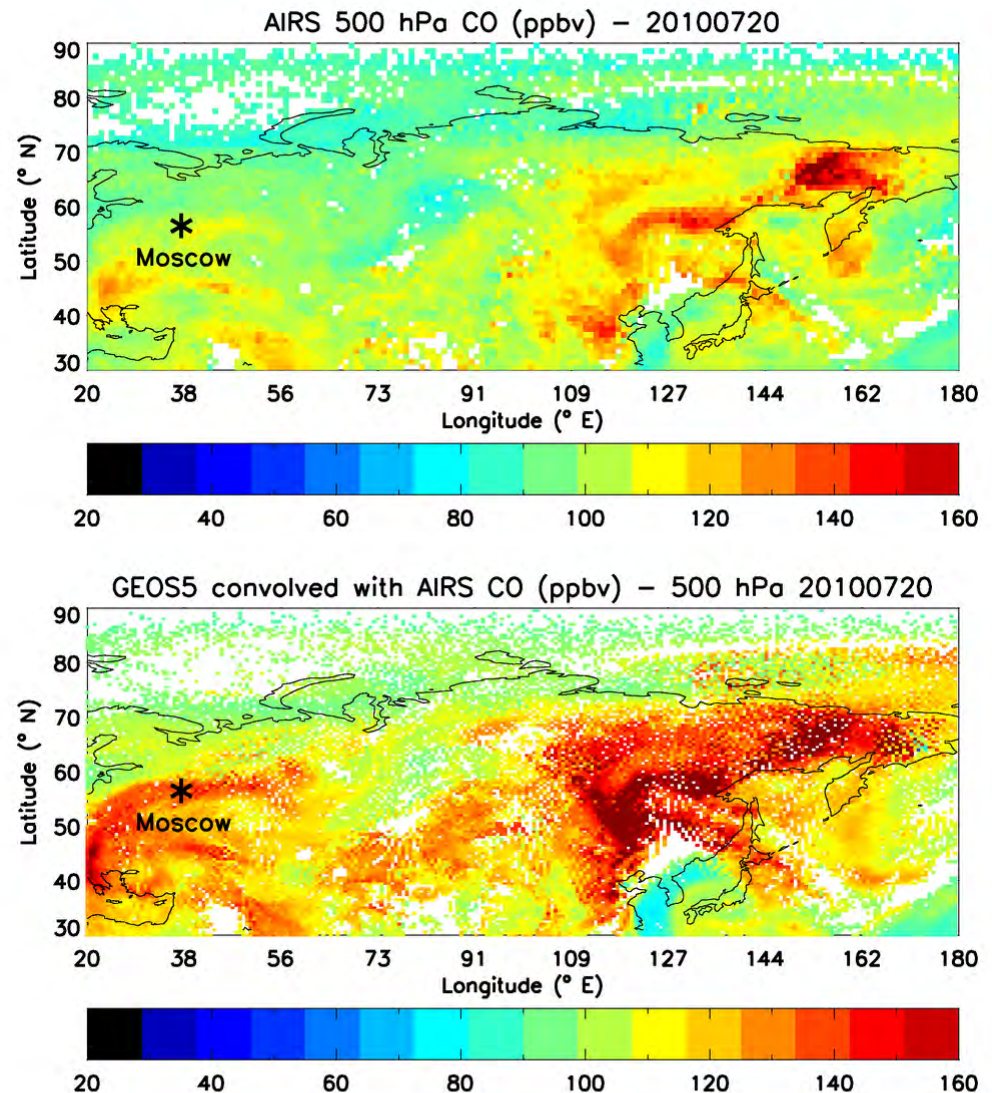 AIRS 500 hPa CO (ppbv) – 20100720
90
80
70
60
50
40
30
Latitude (° N)
Moscow
20 38 56 73 91 109 127 144 162 180
Longitude (° E)
20 40 60 80 100 120 140 160
GEOS5 convolved with AIRS CO (ppbv) – 500 hPa 20100720
90
80
70
60
50
40
30
Latitude (° N)
Moscow
20 38 56 73 91 109 127 144 162 180
Longitude (° E)
20 40 60 80 100 120 140 160